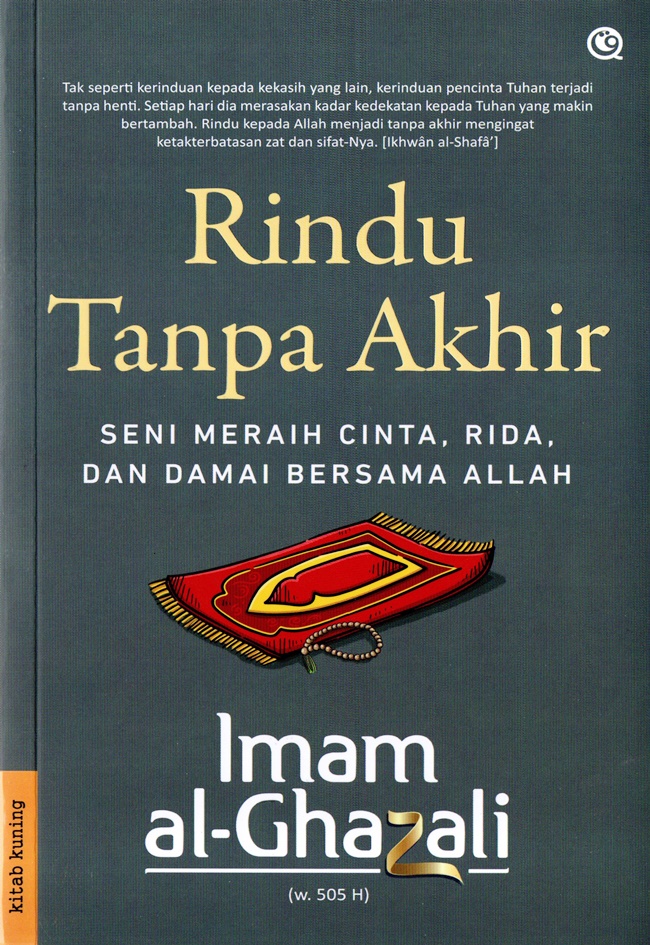 Tak seperti kerinduan kepada kekasih yang lain, kerinduan pencinta Tuhan terjadi
tanpa henti. Setiap hari dia merasakan kadar kedekatan kepada Tuhan yang makin
bertambah. Rindu kepada Allah menjadi tanpa akhir mengingat
ketakterbatasan zat dan sifat-Nya. [Ikhwân al-Shafâ’]
Rindu
Tanpa Akhir
SENI MERAIH CINTA, RIDA,
DAN DAMAI BERSAMA ALLAH
Imam
al-Ghazali
(w. 505 H)
kitab kuning